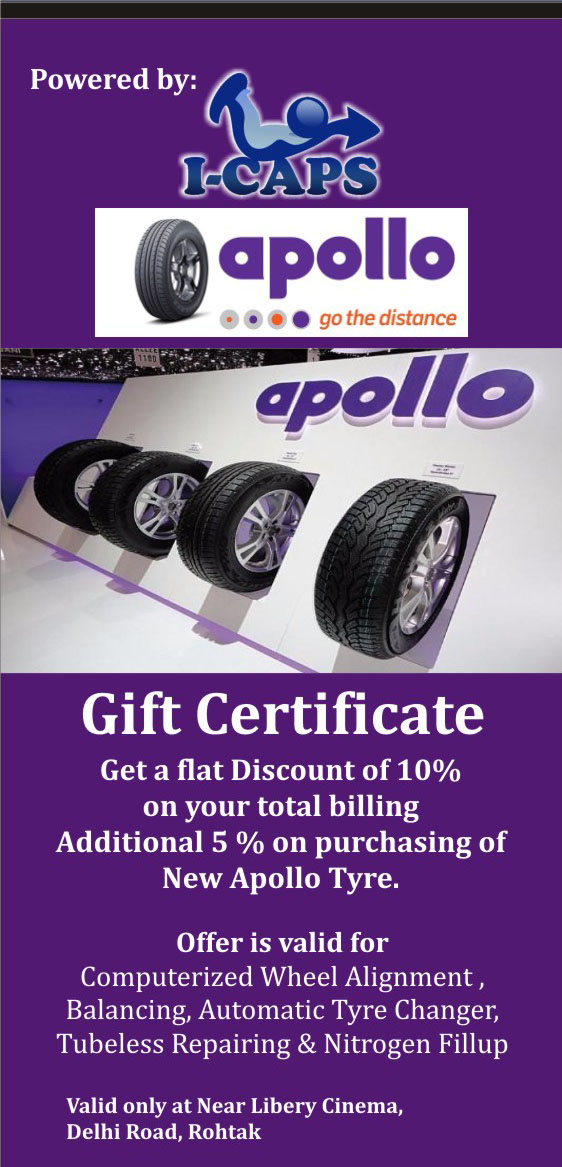 Powered by:
I-CAPS
apollo
go the distance
apollo
Gift Certificate
Get a flat Discount of 10%
on your total billing
Additional 5 % on purchasing of
New Apollo Tyre.
Offer is valid for
Computerized Wheel Alignment ,
Balancing, Automatic Tyre Changer,
Tubeless Repairing & Nitrogen Fillup
Valid only at Near Libery Cinema,
Delhi Road, Rohtak